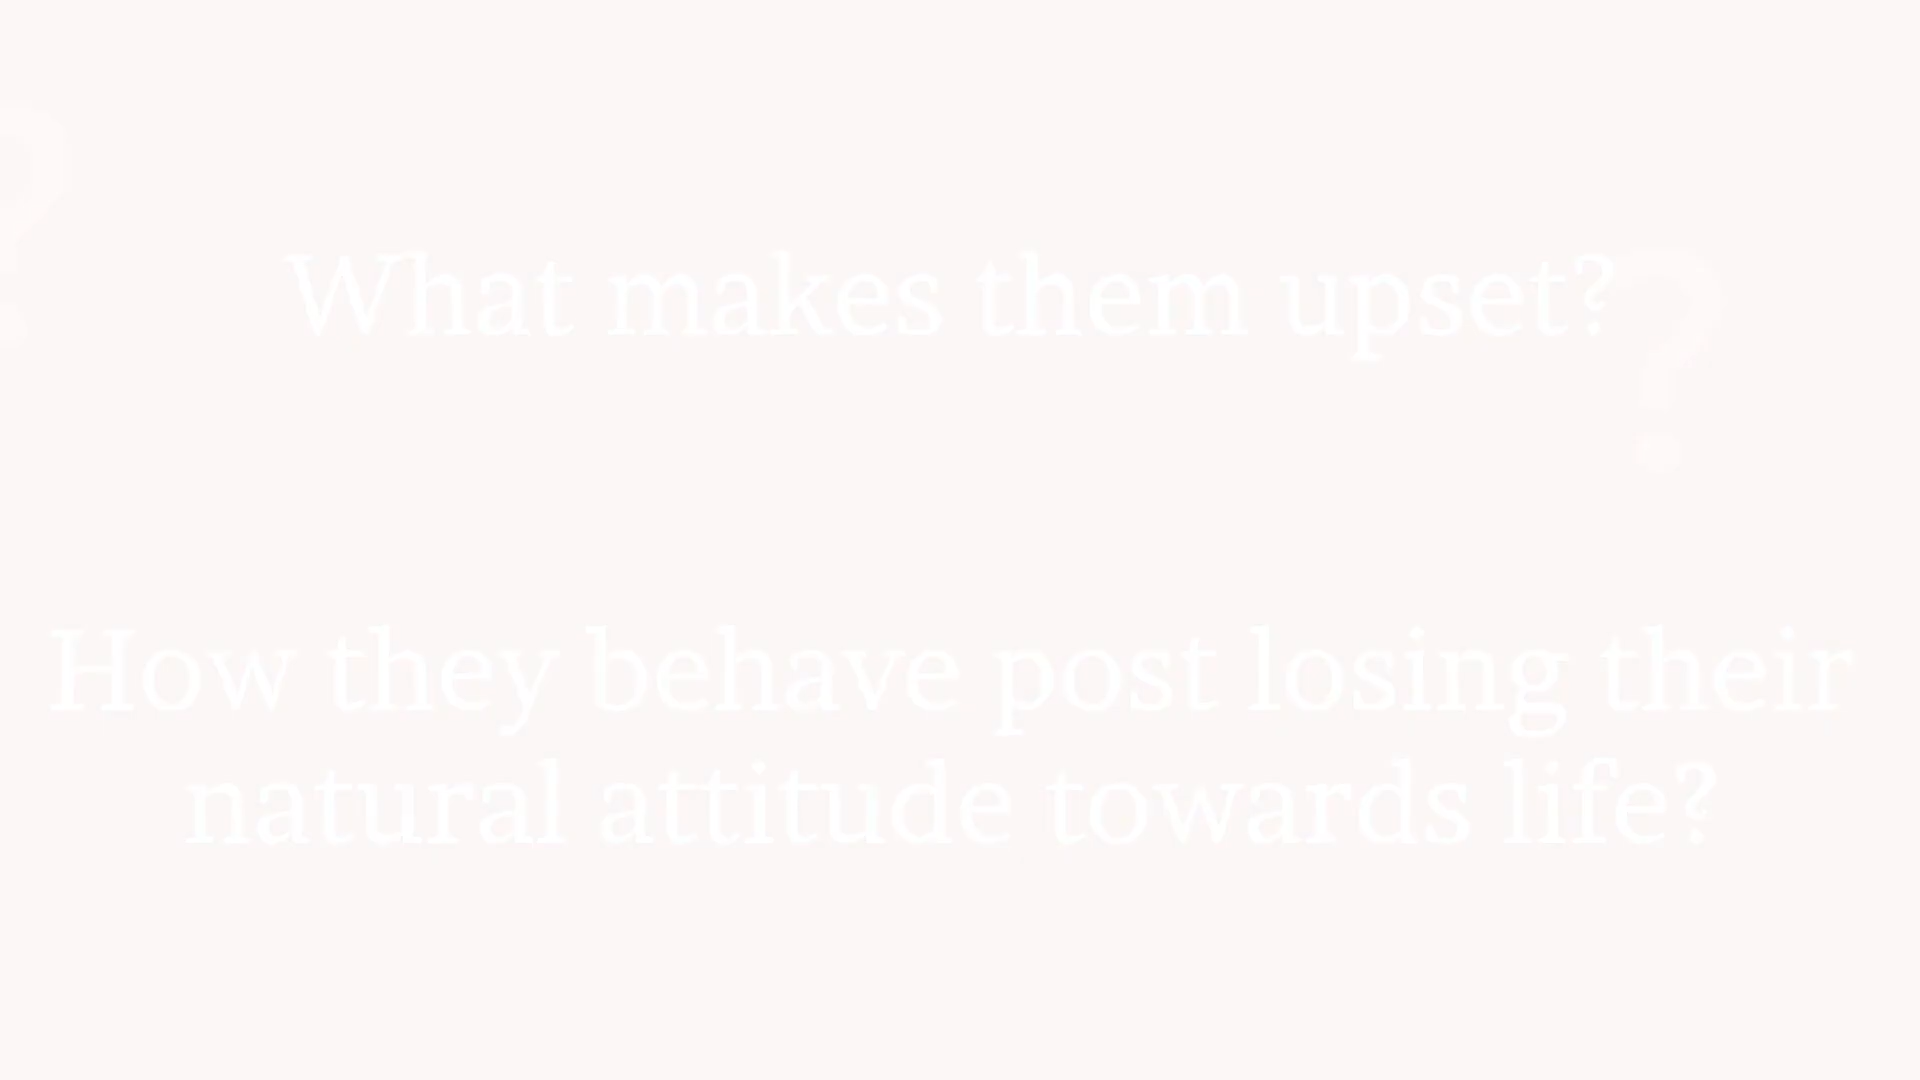 What makes them upset?
How they behave post losing their
natural attitude towards life?